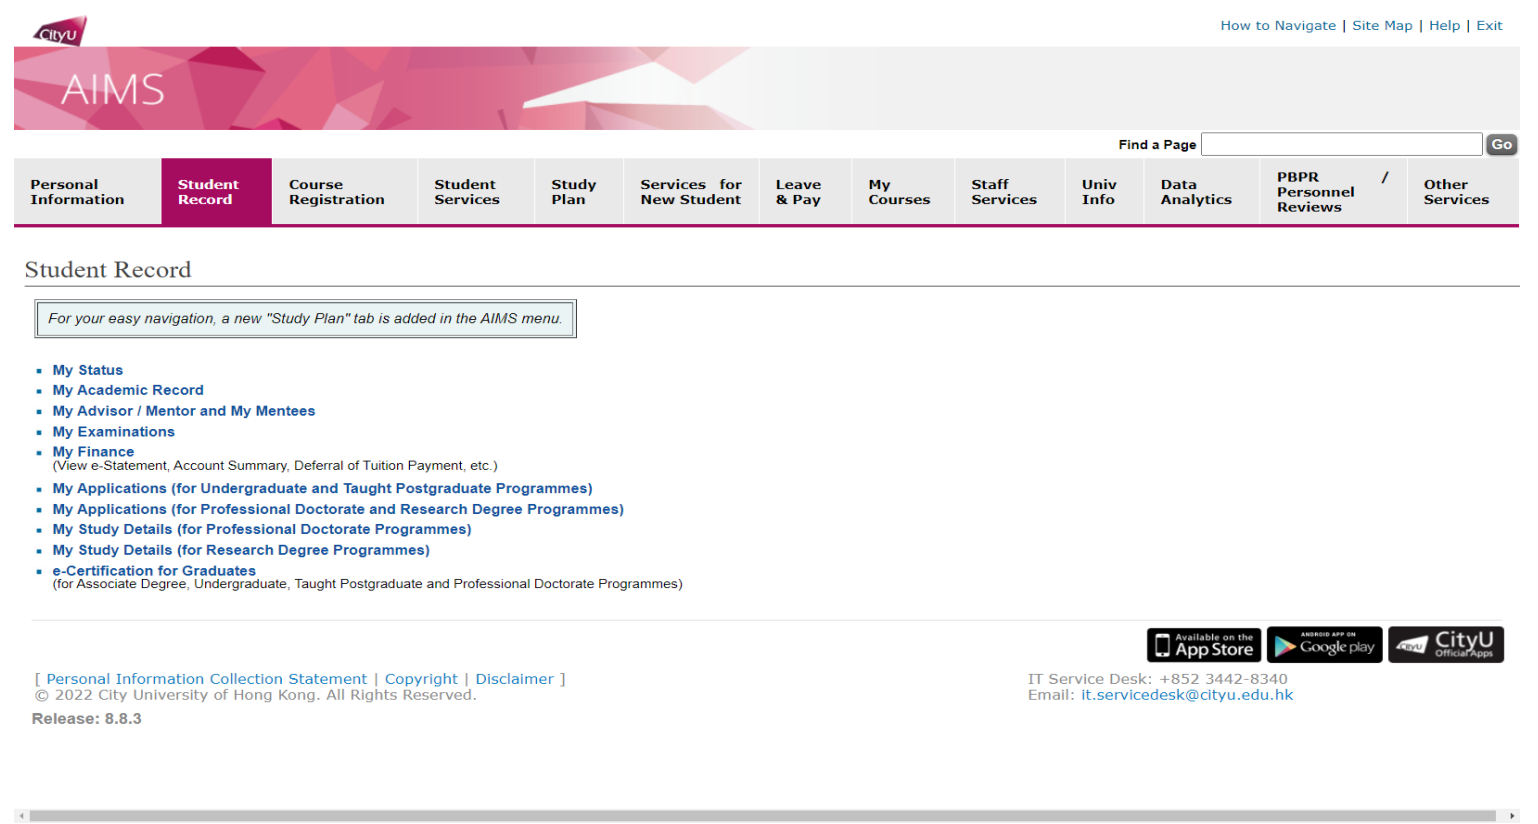 CityU
How to Navigate | Site Map | Help | Exit
AIMS
Find a Page
Go
Personal Information
Student Record
Course Registration
Student Services
Study Plan
Services for New Student
Leave & Pay
My Courses
Staff Services
Univ Info
Data Analytics
PBPR / Personnel Reviews
Other Services
Student Record
For your easy navigation, a new "Study Plan" tab is added in the AIMS menu.
My Status
My Academic Record
My Advisor / Mentor and My Mentees
My Examinations
My Finance
(View e-Statement, Account Summary, Deferral of Tuition Payment, etc.)
My Applications (for Undergraduate and Taught Postgraduate Programmes)
My Applications (for Professional Doctorate and Research Degree Programmes)
My Study Details (for Professional Doctorate Programmes)
My Study Details (for Research Degree Programmes)
e-Certification for Graduates
(for Associate Degree, Undergraduate, Taught Postgraduate and Professional Doctorate Programmes)
Available on the
App Store
ANDROID APP ON
Google play
CityU
CityU
Official Apps
[ Personal Information Collection Statement | Copyright | Disclaimer ]
© 2022 City University of Hong Kong. All Rights Reserved.
Release: 8.8.3
IT Service Desk: +852 3442-8340
Email: it.servicedesk@cityu.edu.hk